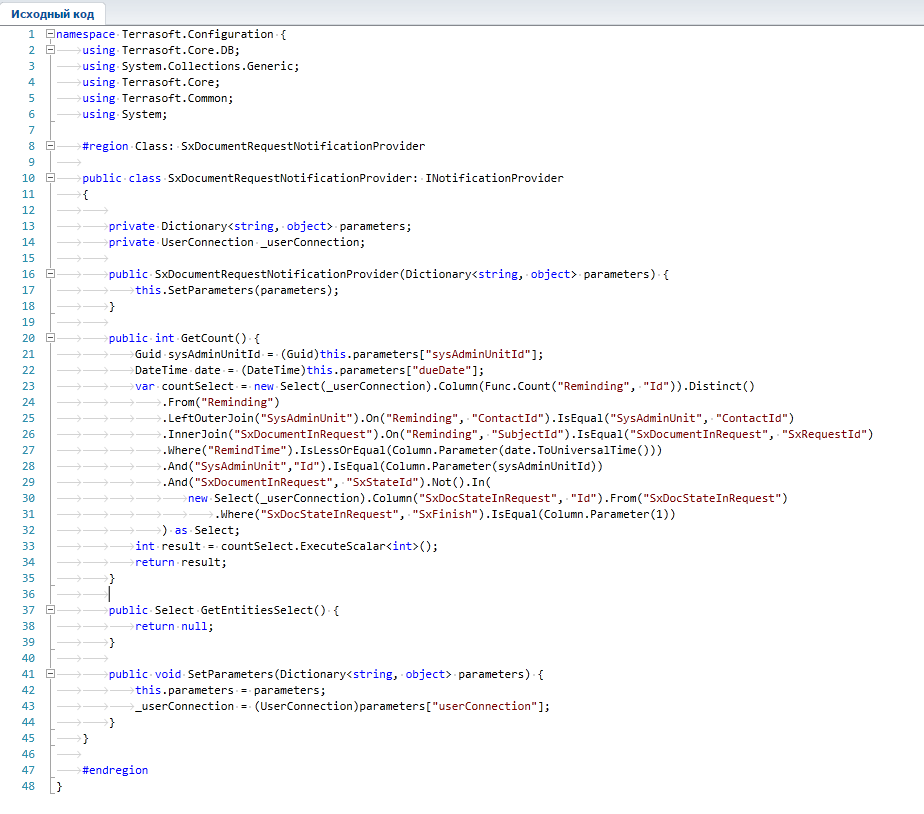 Исходный код
1 namespace Terrasoft.Configuration {
2 using Terrasoft.Core.DB;
3 using System.Collections.Generic;
4 using Terrasoft.Core;
5 using Terrasoft.Common;
6 using System;
7
8 #region Class: SxDocumentRequestNotificationProvider
9
10 public class SxDocumentRequestNotificationProvider: INotificationProvider
11 {
12
13 private Dictionary<string, object> parameters;
14 private UserConnection _userConnection;
15
16 public SxDocumentRequestNotificationProvider(Dictionary<string, object> parameters) {
17 this.SetParameters(parameters);
18 }
19
20 public int GetCount() {
21 Guid sysAdminUnitId = (Guid)this.parameters["sysAdminUnitId"];
22 DateTime date = (DateTime)this.parameters["dueDate"];
23 var countSelect = new Select(_userConnection).Column(Func.Count("Reminding", "Id")).Distinct()
24 .From("Reminding")
25 .LeftOuterJoin("SysAdminUnit").On("Reminding", "ContactId").IsEqual("SysAdminUnit", "ContactId")
26 .InnerJoin("SxDocumentInRequest").On("Reminding", "SubjectId").IsEqual("SxDocumentInRequest", "SxRequestId")
27 .Where("RemindTime").IsLessOrEqual(Column.Parameter(date.ToUniversalTime()))
28 .And("SysAdminUnit","Id").IsEqual(Column.Parameter(sysAdminUnitId))
29 .And("SxDocumentInRequest", "SxStateId").Not().In(
30 new Select(_userConnection).Column("SxDocStateInRequest", "Id").From("SxDocStateInRequest")
31 .Where("SxDocStateInRequest", "SxFinish").IsEqual(Column.Parameter(1))
32 ) as Select;
33 int result = countSelect.ExecuteScalar<int>();
34 return result;
35 }
36
37 public Select GetEntitiesSelect() {
38 return null;
39 }
40
41 public void SetParameters(Dictionary<string, object> parameters) {
42 this.parameters = parameters;
43 _userConnection = (UserConnection)parameters["userConnection"];
44 }
45 }
46
47 #endregion
48 }